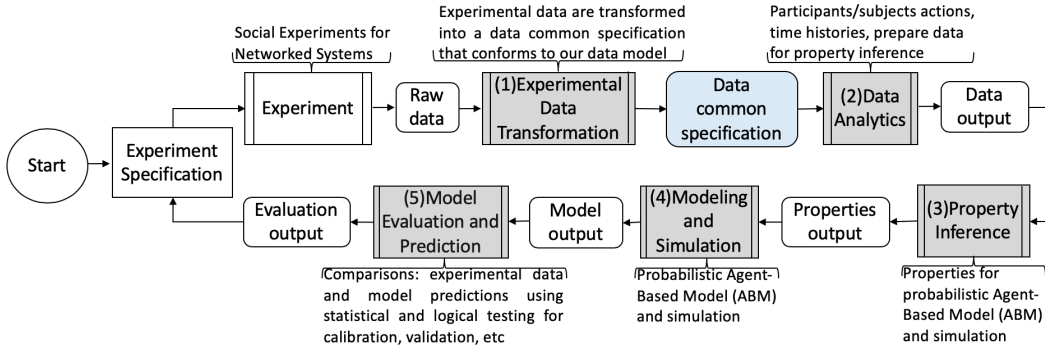 Social Experiments for
Networked Systems
Experimental data are transformed
into a data common specification
that conforms to our data model
Participants/subjects actions,
time histories, prepare data
for property inference
Start
Experiment
Specification
Experiment
Raw
data
(1)Experimental
Data
Transformation
Data
common
specification
(2)Data
Analytics
Data
output
Evaluation
output
(5)Model
Evaluation and
Prediction
Model
output
(4)Modeling
and
Simulation
Properties
output
(3)Property
Inference
Comparisons: experimental data
and model predictions using
statistical and logical testing for
calibration, validation, etc
Probabilistic Agent-
Based Model (ABM)
and simulation
Properties for
probabilistic Agent-
Based Model (ABM)
and simulation